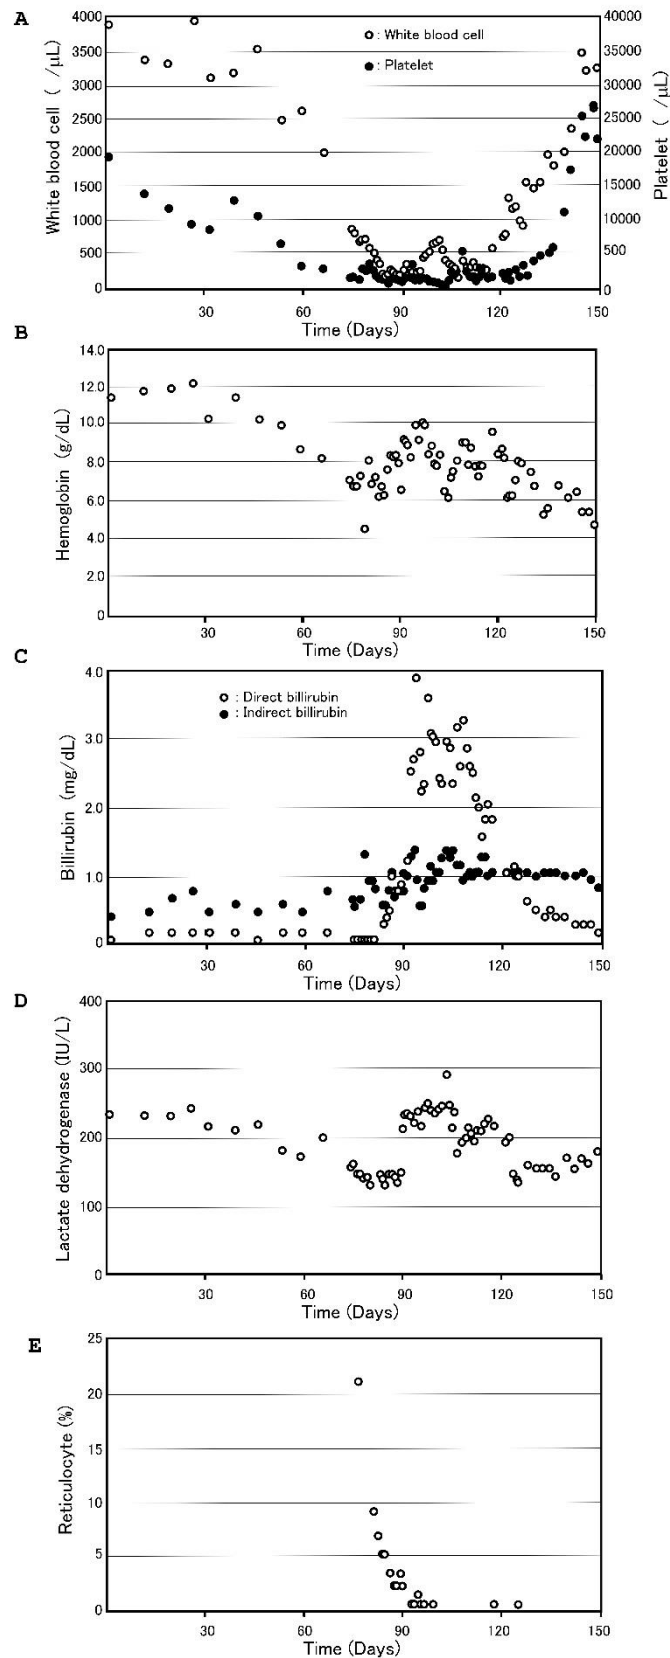 A
White blood cell ( /μL)
4000
3500
3000
2500
2000
1500
1000
500
0
○ : White blood cell
● : Platelet
40000
35000
30000
25000
20000
15000
10000
500
0
Platelet ( /μL)
30 60 90 120 150
Time (Days)
B
Hemoglobin (g/dL)
14.0
12.0
10.0
8.0
6.0
4.0
2.0
0
30 60 90 120 150
Time (Days)
C
Billirubin (mg/dL)
4.0
3.0
2.0
1.0
0
○ : Direct billirubin
● : Indirect billirubin
30 60 90 120 150
Time (Days)
D
Lactate dehydrogenase (IU/L)
400
300
200
100
0
30 60 90 120 150
Time (Days)
E
Reticulocyte (%)
25
20
15
10
5
0
30 60 90 120 150
Time (Days)